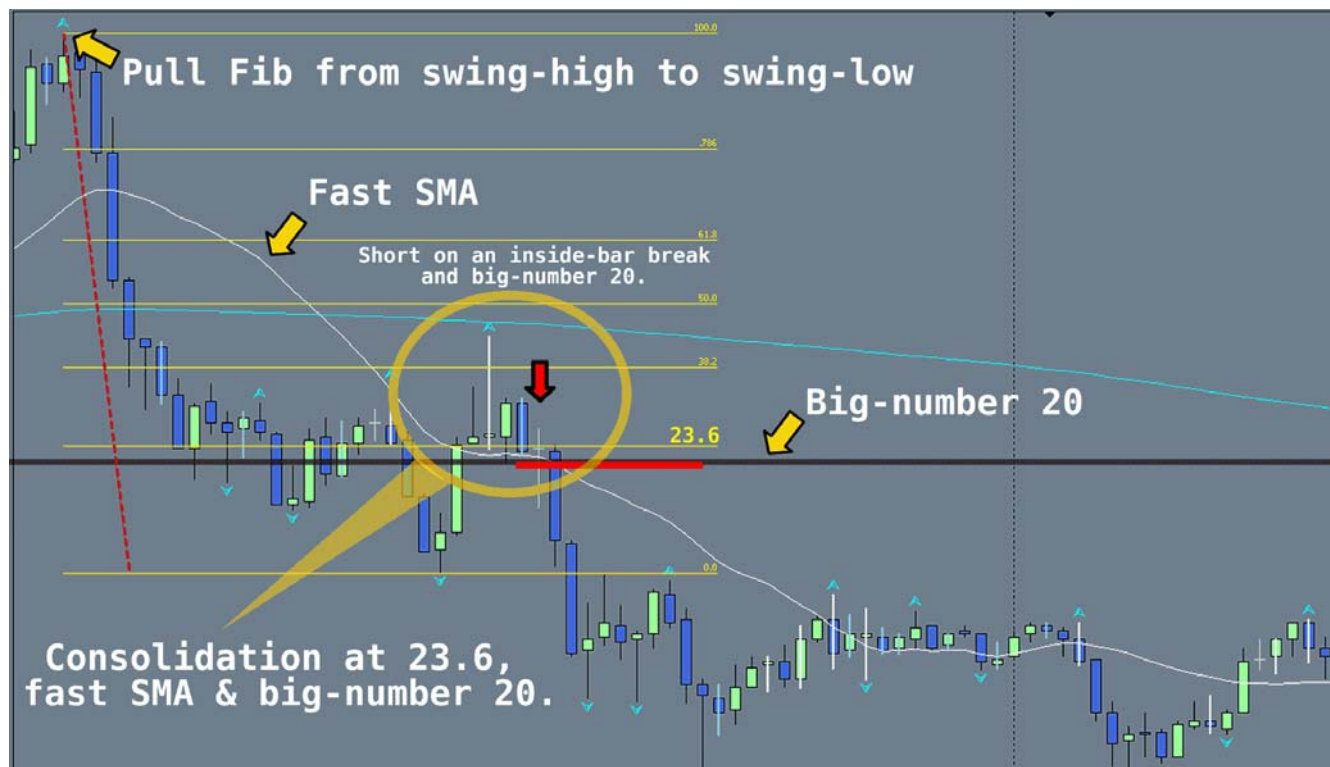 100.0
Pull Fib from swing-high to swing-low
.786
Fast SMA
61.8
Short on an inside-bar break
and big-number 20.
50.0
38.2
Big-number 20
23.6
0.0
Consolidation at 23.6,
fast SMA & big-number 20.